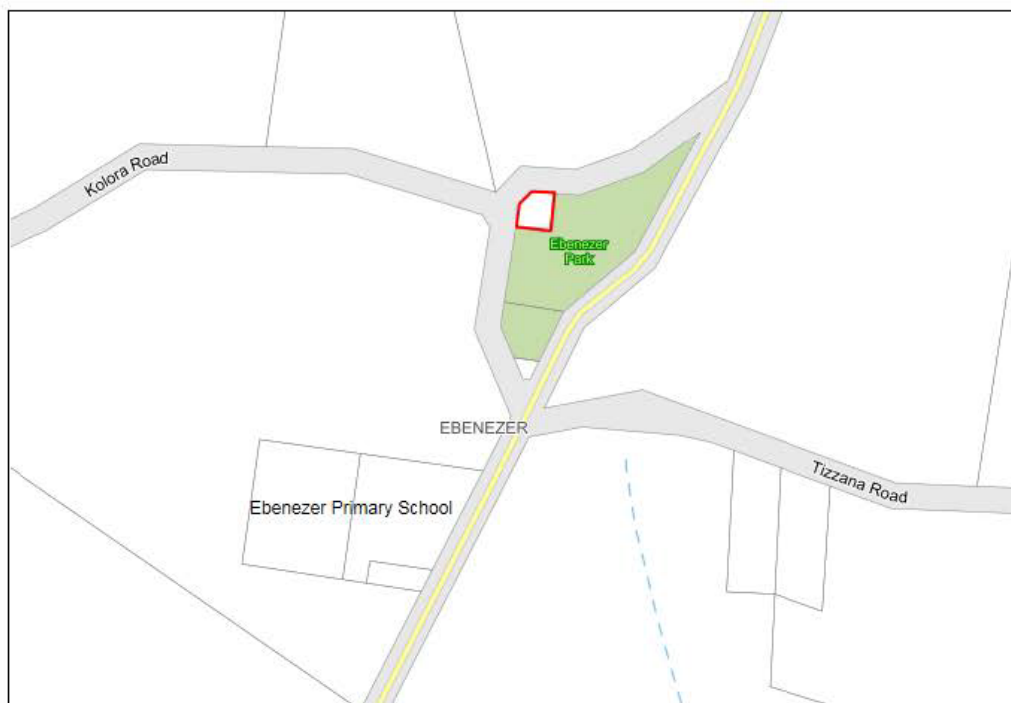 Kolora Road
Ebenezer
Park
EBENEZER
Tizzana Road
Ebenezer Primary School